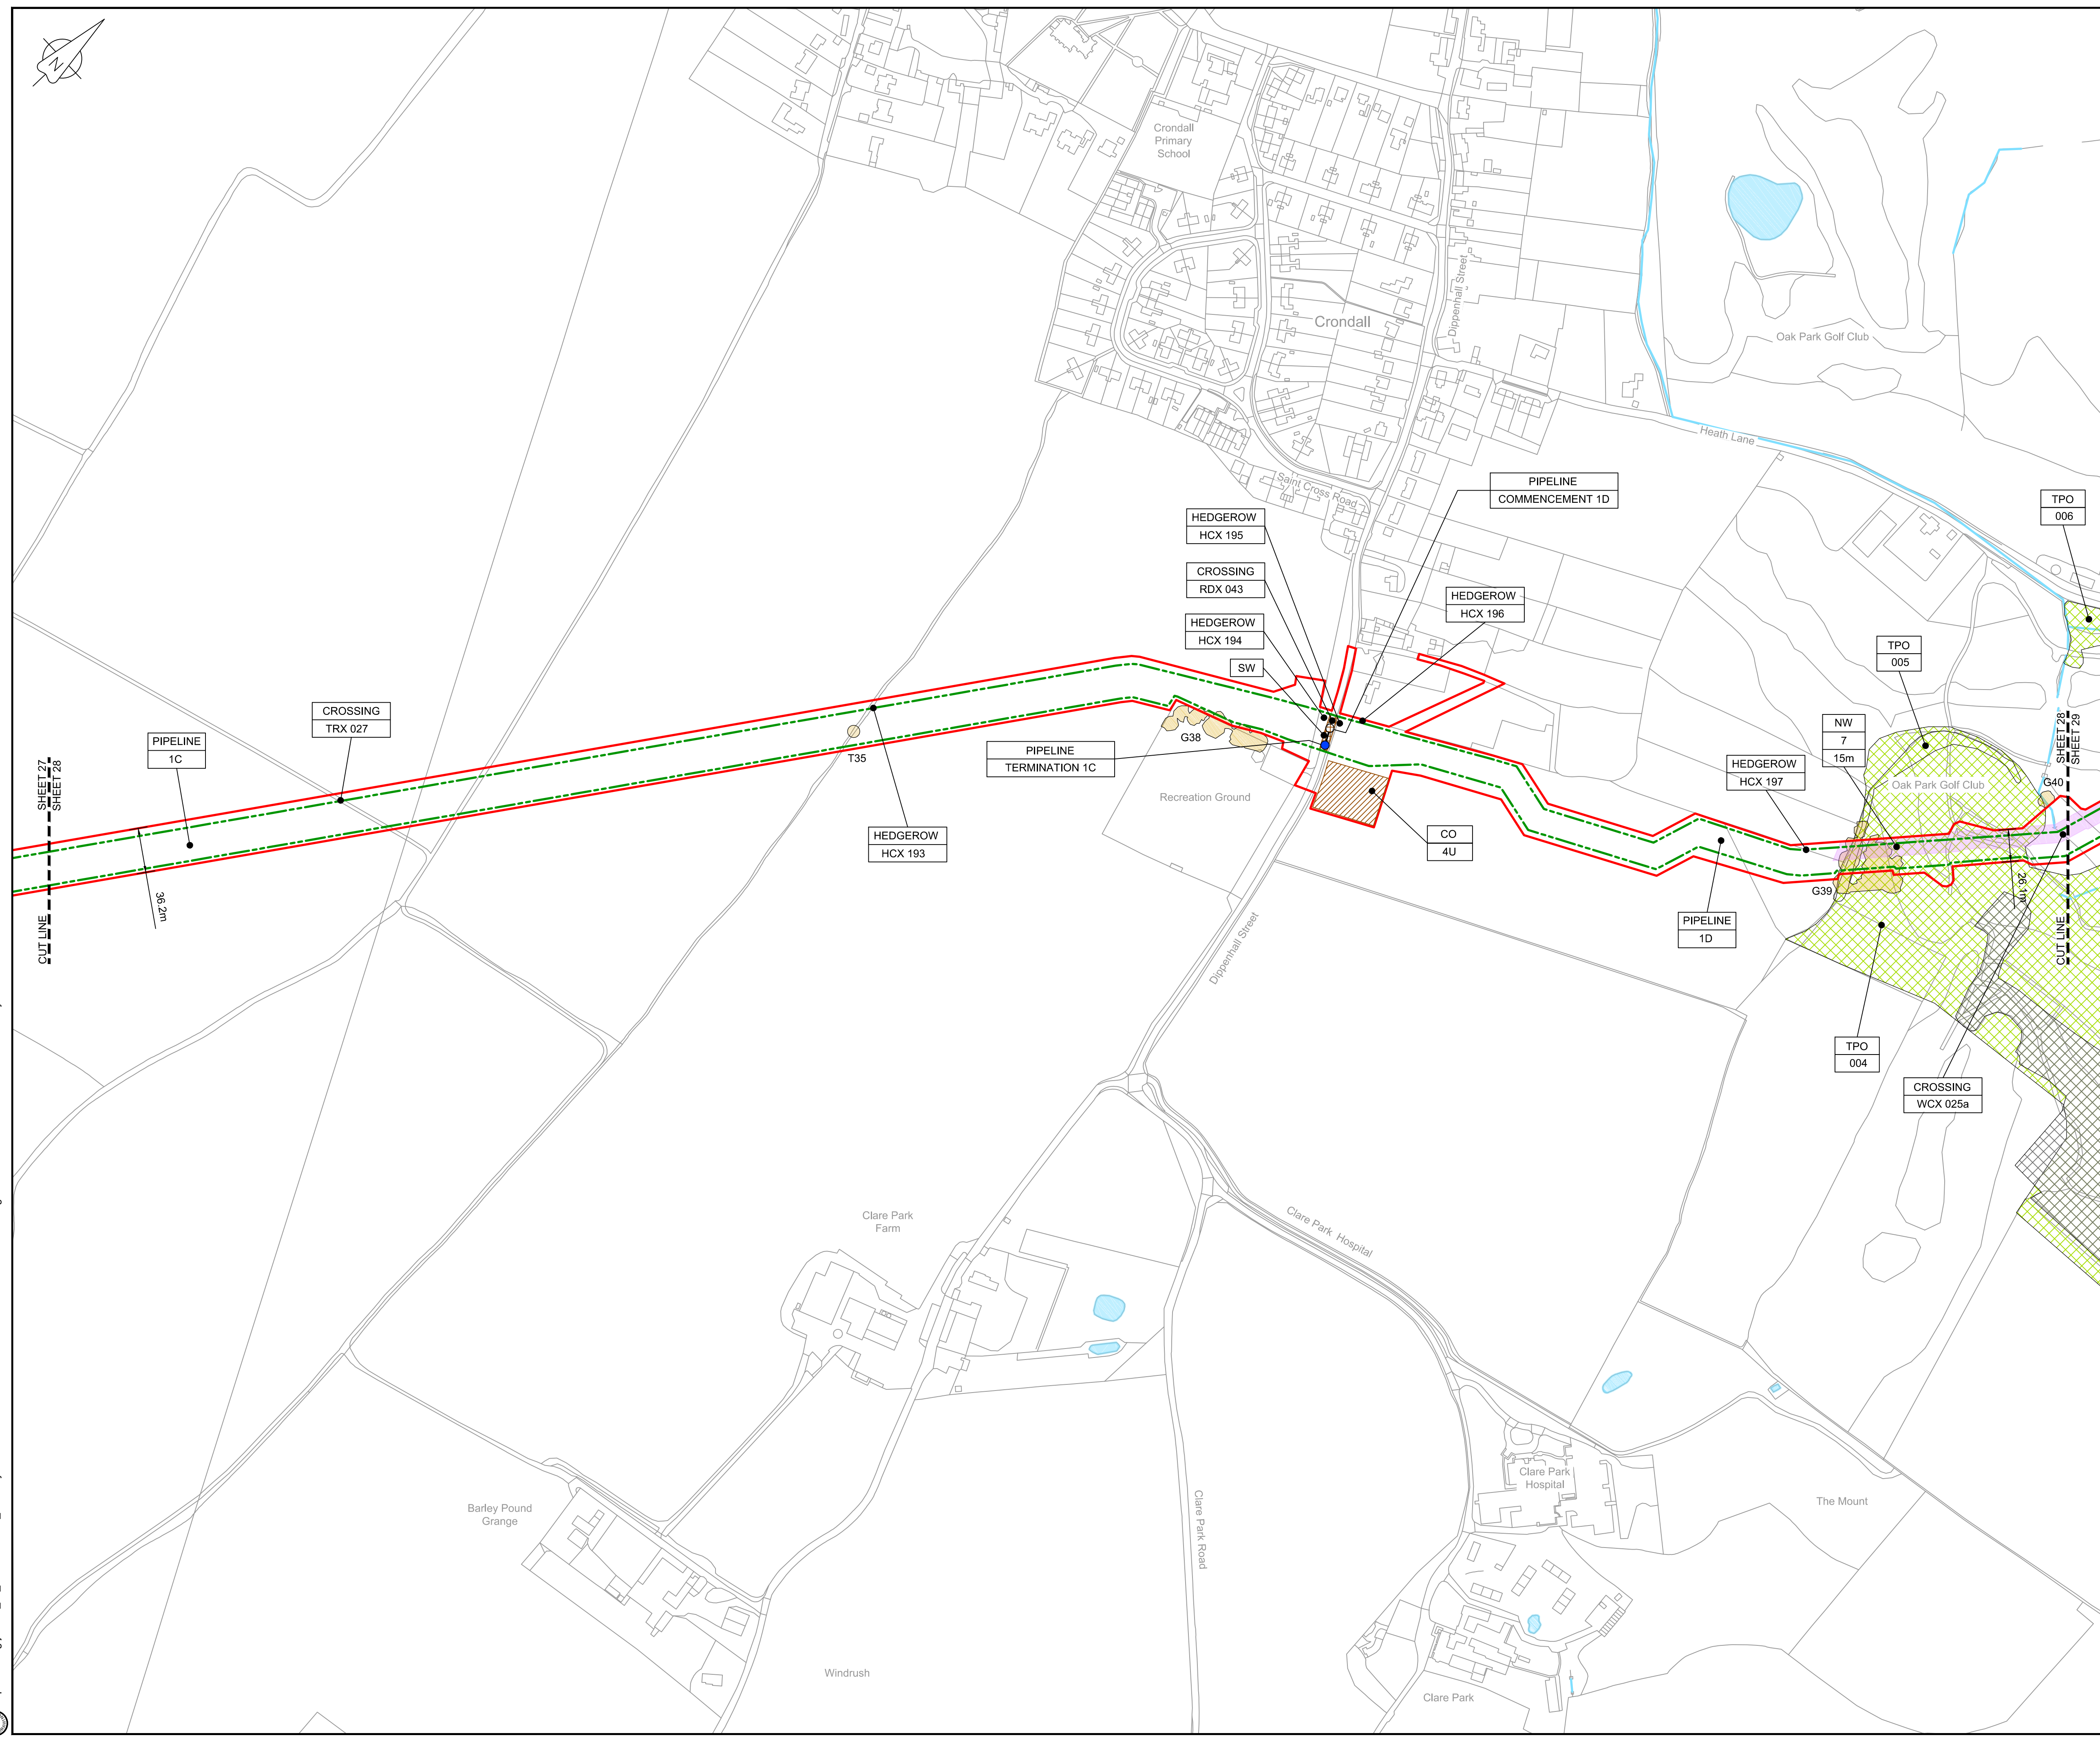 N
Crondall
Primary
School
Crondall
Dippenhall Street
Oak Park Golf Club
Heath Lane
Saint Cross Road
PIPELINE
COMMENCEMENT 1D
TPO
006
HEDGEROW
HCX 195
CROSSING
RDX 043
HEDGEROW
HCX 194
SW
HEDGEROW
HCX 196
TPO
005
CROSSING
TRX 027
PIPELINE
1C
SHEET 27
SHEET 28
CUT LINE
36.2m
T35
HEDGEROW
HCX 193
G38
PIPELINE
TERMINATION 1C
Recreation Ground
CO
4U
Dippenhall Street
NW
7
15m
HEDGEROW
HCX 197
Oak Park Golf Club
G40
SHEET 28
SHEET 29
CUT LINE
26.1m
G39
PIPELINE
1D
TPO
004
CROSSING
WCX 025a
Clare Park
Farm
Clare Park Hospital
Clare Park
Hospital
The Mount
Barley Pound
Grange
Clare Park Road
Windrush
Clare Park